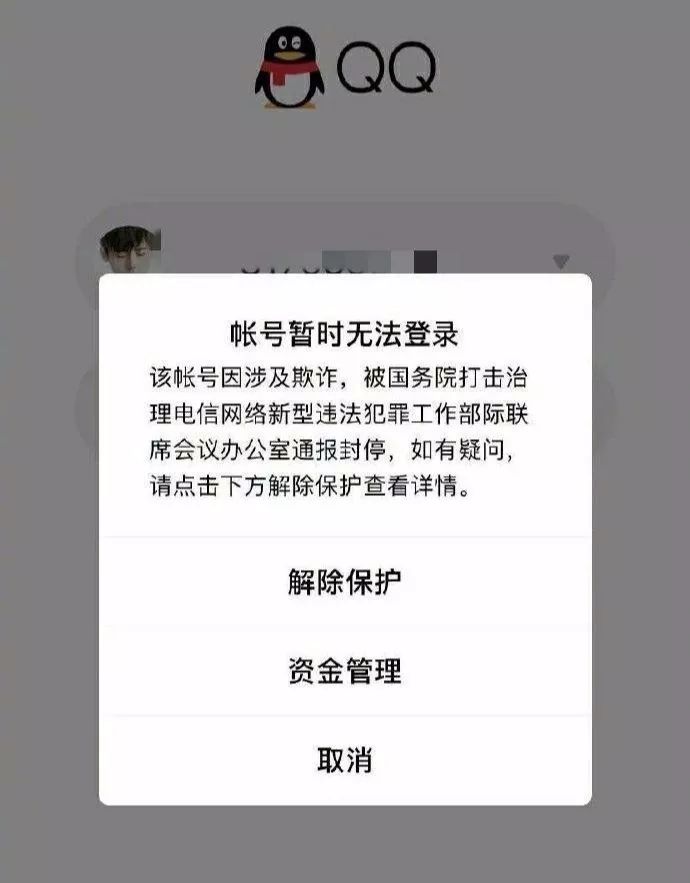 QQ
帐号暂时无法登录
该帐号因涉及欺诈，被国务院打击治
理电信网络新型违法犯罪工作部际联
席会议办公室通报封停，如有疑问，
请点击下方解除保护查看详情。
解除保护
资金管理
取消